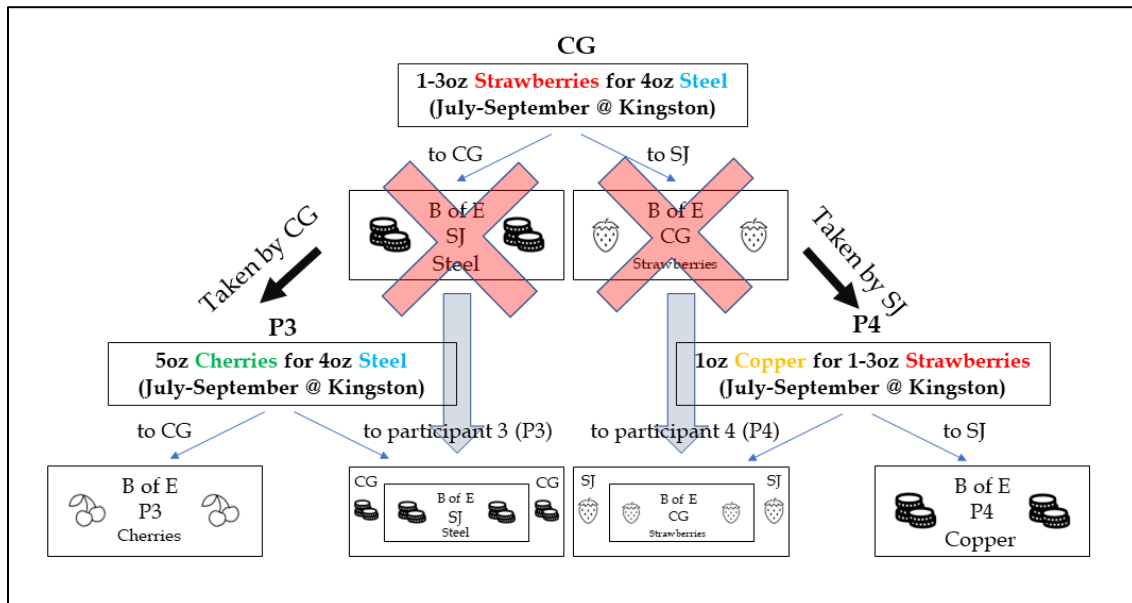 CG
1-3oz Strawberries for 4oz Steel
(July-September @ Kingston)
to CG
to SJ
B of E
SJ
Steel
B of E
CG
Strawberries
Taken by CG
Taken by SJ
P3
5oz Cherries for 4oz Steel
(July-September @ Kingston)
P4
1oz Copper for 1-3oz Strawberries
(July-September @ Kingston)
to CG
to participant 3 (P3)
to participant 4 (P4)
to SJ
B of E
P3
Cherries
CG
CG
B of E
SJ
Steel
SJ
SJ
B of E
CG
Strawberries
B of E
P4
Copper